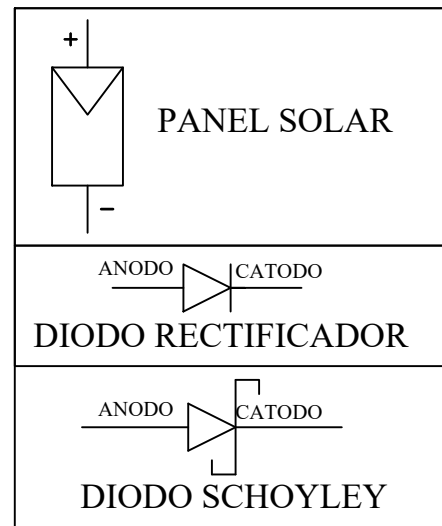 +
PANEL SOLAR
−
ANODO CATODO
DIODO RECTIFICADOR
ANODO CATODO
DIODO SCHOYLEY